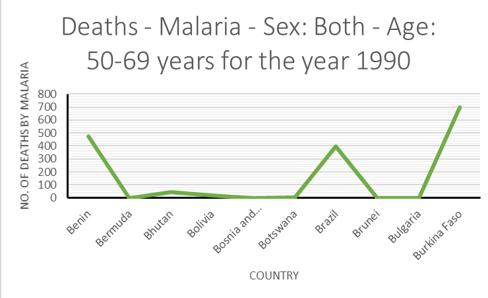 Deaths - Malaria - Sex: Both - Age:
50-69 years for the year 1990
NO. OF DEATHS BY MALARIA
800
700
600
500
400
300
200
100
0
Benin
Bermuda
Bhutan
Bolivia
Bosnia and...
Botswana
Brazil
Brunei
Bulgaria
Burkina Faso
COUNTRY